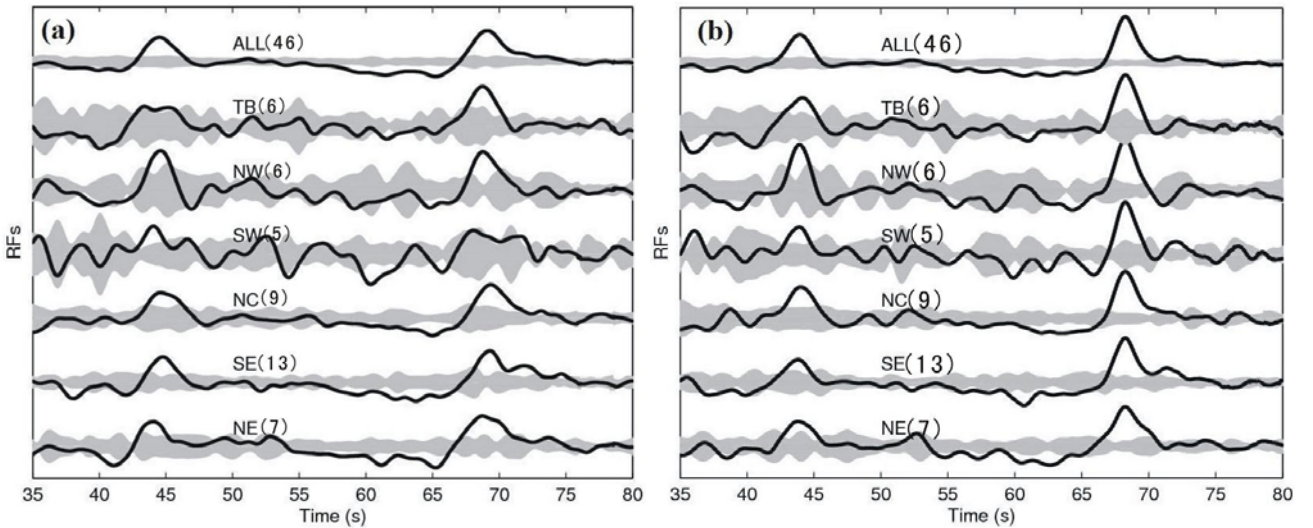 (a)
ALL(46)
TB(6)
NW(6)
SW(5)
NC(9)
SE(13)
NE(7)
RFs
35 40 45 50 55 60 65 70 75 80
Time (s)
(b)
ALL(46)
TB(6)
NW(6)
SW(5)
NC(9)
SE(13)
NE(7)
RFs
35 40 45 50 55 60 65 70 75 80
Time (s)